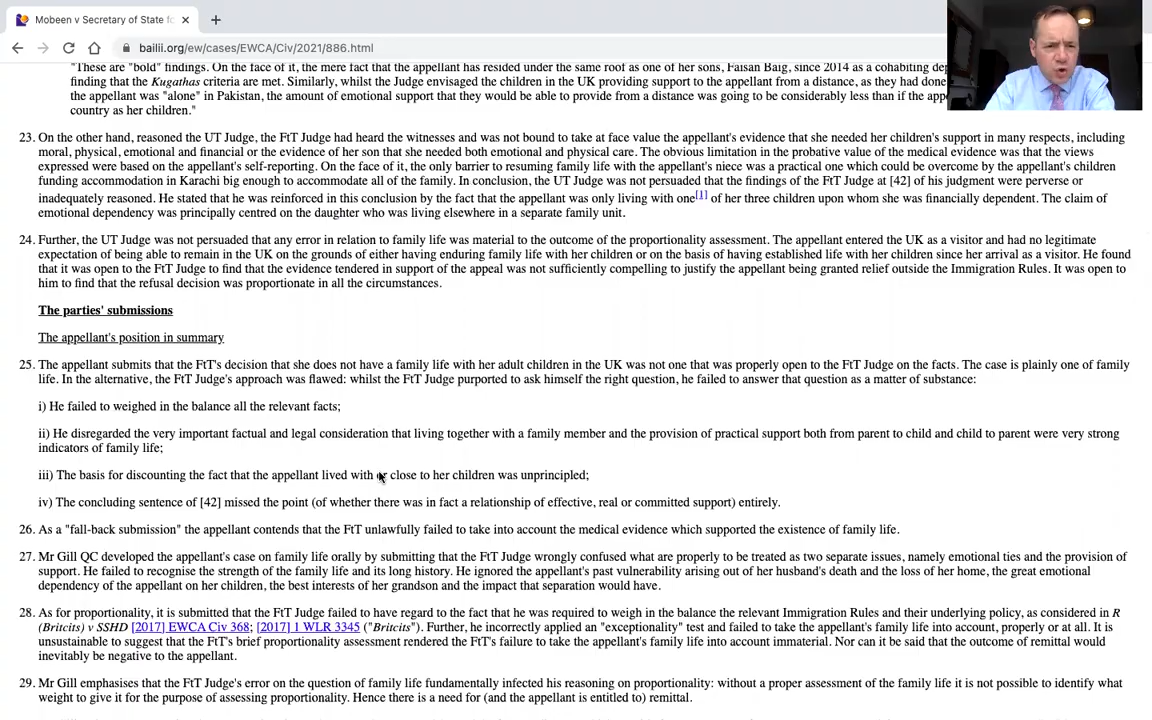 Mobeen v Secretary of State fo
bailii.org/ew/cases/EWCA/Civ/2021/886.html
"These are "bold" findings. On the face of it, the mere fact that the appellant has resided under the same roof as one of her sons, Faisan Baig, since 2014 as a cohabiting dep
finding that the Kugathas criteria are met. Similarly, whilst the Judge envisaged the children in the UK providing support to the appellant from a distance, as they had done
the appellant was "alone" in Pakistan, the amount of emotional support that they would be able to provide from a distance was going to be considerably less than if the appe
country as her children."
23. On the other hand, reasoned the UT Judge, the FtT Judge had heard the witnesses and was not bound to take at face value the appellant's evidence that she needed her children's support in many respects, including
moral, physical, emotional and financial or the evidence of her son that she needed both emotional and physical care. The obvious limitation in the probative value of the medical evidence was that the views
expressed were based on the appellant's self-reporting. On the face of it, the only barrier to resuming family life with the appellant's niece was a practical one which could be overcome by the appellant's children
funding accommodation in Karachi big enough to accommodate all of the family. In conclusion, the UT Judge was not persuaded that the findings of the FtT Judge at [42] of his judgment were perverse or
inadequately reasoned. He stated that he was reinforced in this conclusion by the fact that the appellant was only living with one[1] of her three children upon whom she was financially dependent. The claim of
emotional dependency was principally centred on the daughter who was living elsewhere in a separate family unit.
24. Further, the UT Judge was not persuaded that any error in relation to family life was material to the outcome of the proportionality assessment. The appellant entered the UK as a visitor and had no legitimate
expectation of being able to remain in the UK on the grounds of either having enduring family life with her children or on the basis of having established life with her children since her arrival as a visitor. He found
that it was open to the FtT Judge to find that the evidence tendered in support of the appeal was not sufficiently compelling to justify the appellant being granted relief outside the Immigration Rules. It was open to
him to find that the refusal decision was proportionate in all the circumstances.
The parties' submissions
The appellant's position in summary
25. The appellant submits that the FtT's decision that she does not have a family life with her adult children in the UK was not one that was properly open to the FtT Judge on the facts. The case is plainly one of family
life. In the alternative, the FtT Judge's approach was flawed: whilst the FtT Judge purported to ask himself the right question, he failed to answer that question as a matter of substance:
i) He failed to weighed in the balance all the relevant facts;
ii) He disregarded the very important factual and legal consideration that living together with a family member and the provision of practical support both from parent to child and child to parent were very strong
indicators of family life;
iii) The basis for discounting the fact that the appellant lived with or close to her children was unprincipled;
iv) The concluding sentence of [42] missed the point (of whether there was in fact a relationship of effective, real or committed support) entirely.
26. As a "fall-back submission" the appellant contends that the FtT unlawfully failed to take into account the medical evidence which supported the existence of family life.
27. Mr Gill QC developed the appellant's case on family life orally by submitting that the FtT Judge wrongly confused what are properly to be treated as two separate issues, namely emotional ties and the provision of
support. He failed to recognise the strength of the family life and its long history. He ignored the appellant's past vulnerability arising out of her husband's death and the loss of her home, the great emotional
dependency of the appellant on her children, the best interests of her grandson and the impact that separation would have.
28. As for proportionality, it is submitted that the FtT Judge failed to have regard to the fact that he was required to weigh in the balance the relevant Immigration Rules and their underlying policy, as considered in R
(Britcits) v SSHD [2017] EWCA Civ 368; [2017] 1 WLR 3345 ("Britcits"). Further, he incorrectly applied an "exceptionality" test and failed to take the appellant's family life into account, properly or at all. It is
unsustainable to suggest that the FtT's brief proportionality assessment rendered the FtT's failure to take the appellant's family life into account immaterial. Nor can it be said that the outcome of remittal would
inevitably be negative to the appellant.
29. Mr Gill emphasises that the FtT Judge's error on the question of family life fundamentally infected his reasoning on proportionality: without a proper assessment of the family life it is not possible to identify what
weight to give it for the purpose of assessing proportionality. Hence there is a need for (and the appellant is entitled to) remittal.